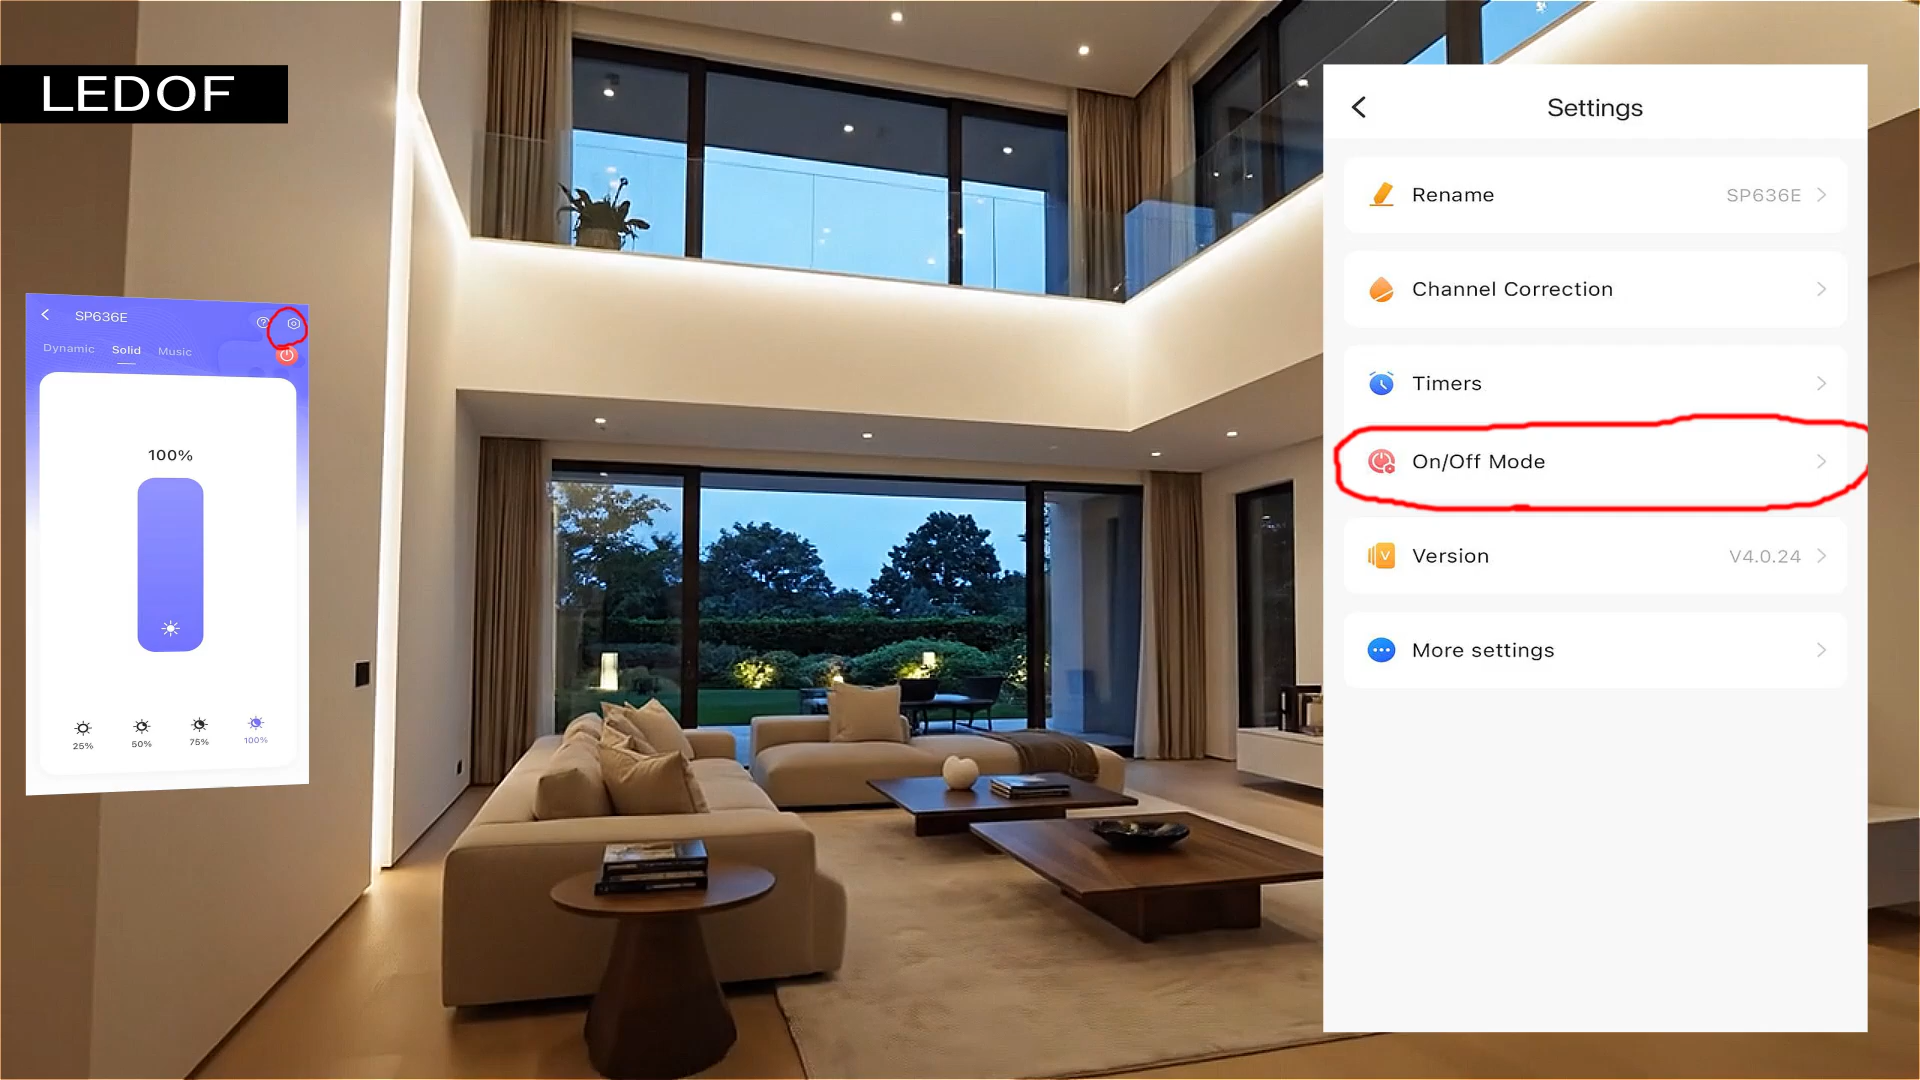 LEDOF
SP636E
Dynamic Solid Music
100%
25% 50% 75% 100%
Settings
Rename SP636E
Channel Correction
Timers
On/Off Mode
Version V4.0.24
More settings